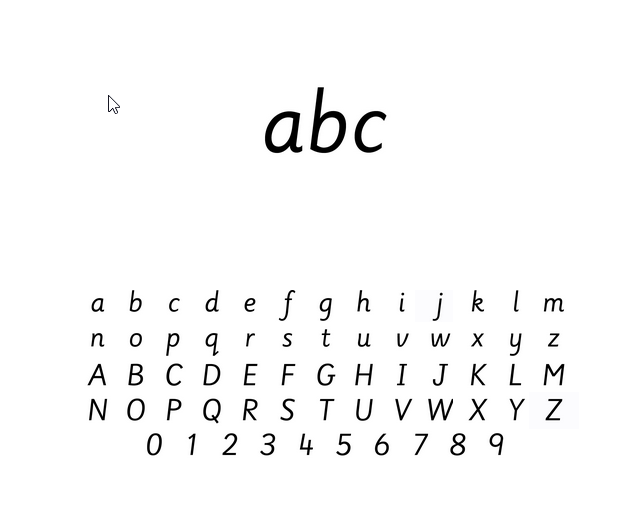 abc
a b c d e f g h i j k l m
n o p q r s t u v w x y z
A B C D E F G H I J K L M
N O P Q R S T U V W X Y Z
0 1 2 3 4 5 6 7 8 9